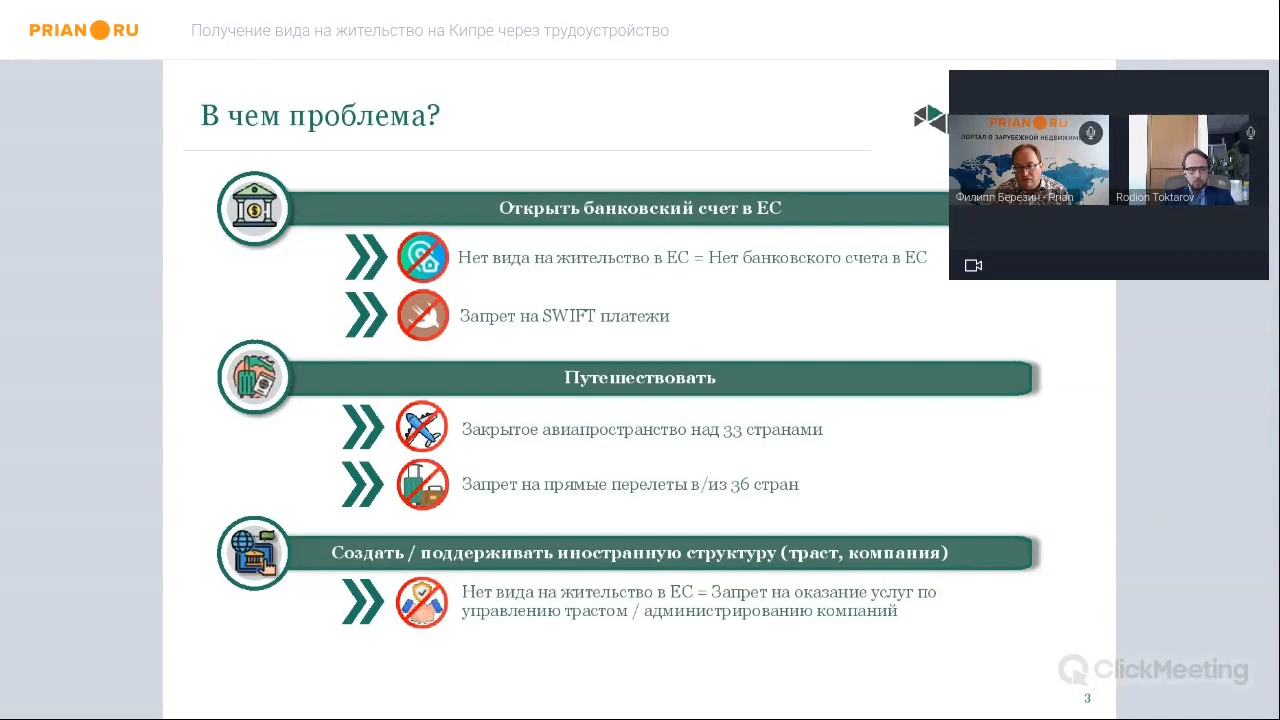 PRIAN RU
Получение вида на жительство на Кипре через трудоустройство
В чем проблема?
PRIAN RU
ПОРТАЛ О ЗАРУБЕЖНОЙ НЕДВИЖИМ
Филипп Березин - Prian
Rodion Toktarov
Открыть банковский счет в ЕС
Нет вида на жительство в ЕС = Нет банковского счета в ЕС
Запрет на SWIFT платежи
Путешествовать
Закрытое авиапространство над 33 странами
Запрет на прямые перелеты в/из 36 стран
Создать / поддерживать иностранную структуру (траст, компания)
Нет вида на жительство в ЕС = Запрет на оказание услуг по
управлению трастом / администрированию компаний
ClickMeeting
3